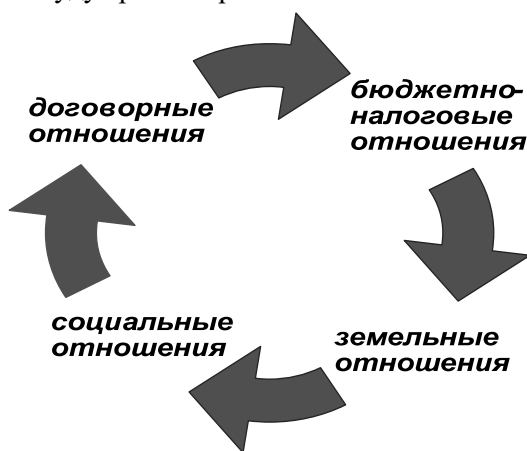 договорные
отношения
бюджетно-
налоговые
отношения
социальные
отношения
земельные
отношения